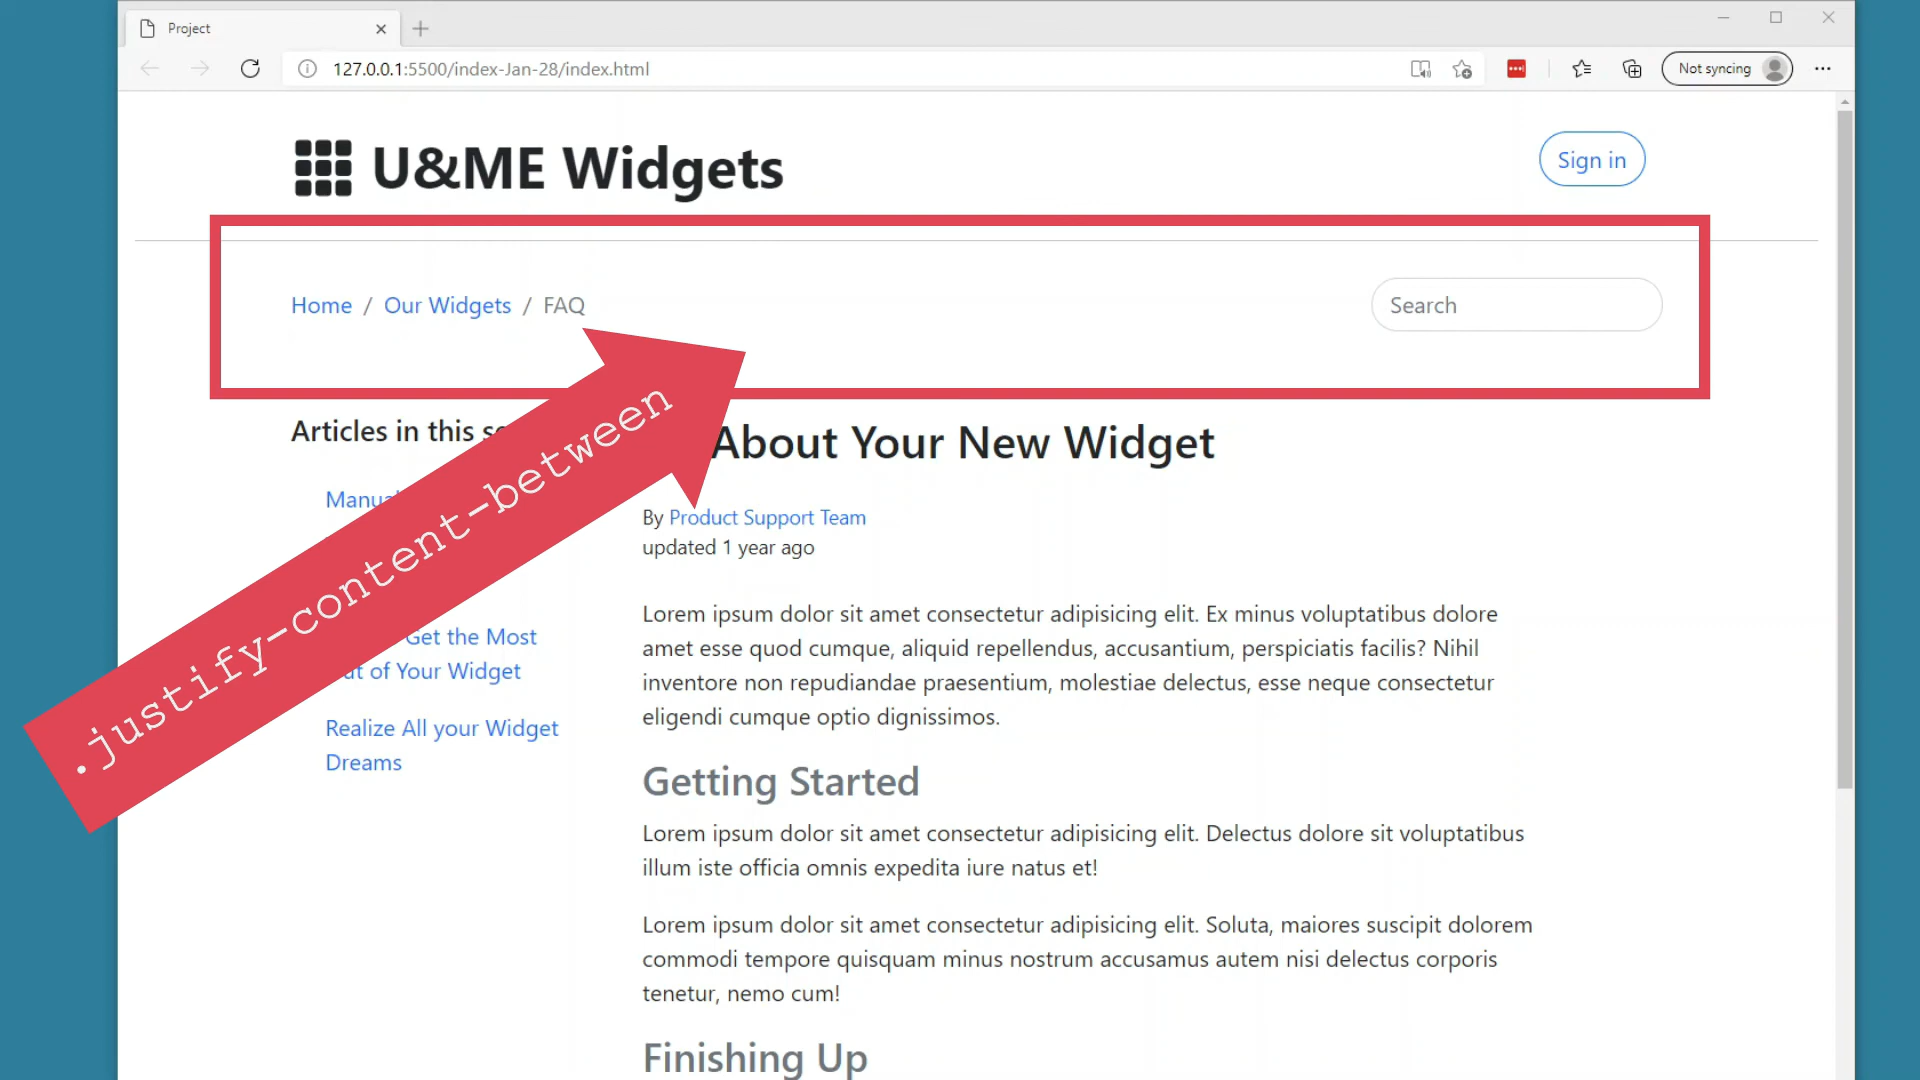 Project
127.0.0.1:5500/index-Jan-28/index.html
Not syncing
U&ME Widgets
Sign in
Home / Our Widgets / FAQ
Search
.justify-content-between
Articles in this
Get the Most
of Your Widget
Realize All your Widget
Dreams
About Your New Widget
By Product Support Team
updated 1 year ago
Lorem ipsum dolor sit amet consectetur adipisicing elit. Ex minus voluptatibus dolore
amet esse quod cumque, aliquid repellendus, accusantium, perspiciatis facilis? Nihil
inventore non repudiandae praesentium, molestiae delectus, esse neque consectetur
eligendi cumque optio dignissimos.
Getting Started
Lorem ipsum dolor sit amet consectetur adipisicing elit. Delectus dolore sit voluptatibus
illum iste officia omnis expedita iure natus et!
Lorem ipsum dolor sit amet consectetur adipisicing elit. Soluta, maiores suscipit dolorem
commodi tempore quisquam minus nostrum accusamus autem nisi delectus corporis
tenetur, nemo cum!
Finishing Up